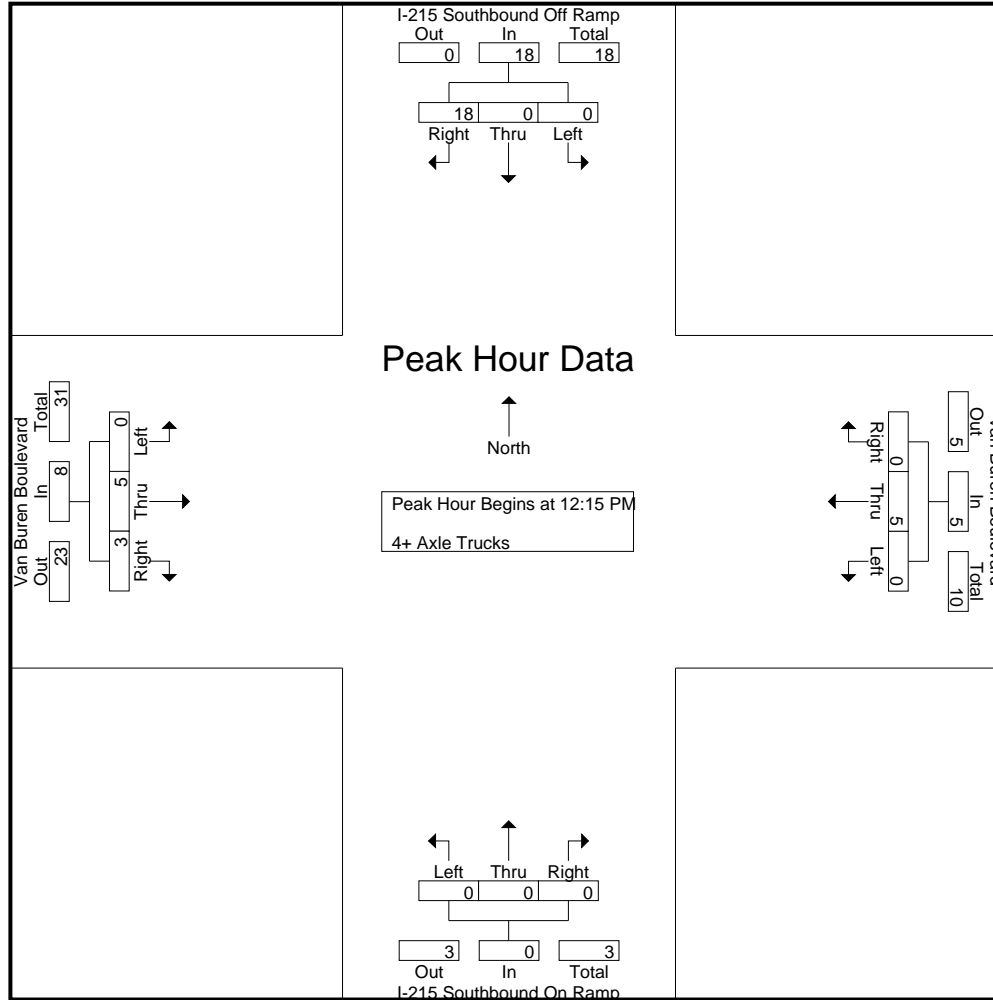 I-215 Southbound Off Ramp
Out In Total
0 18 18
18 0 0
Right Thru Left
Peak Hour Data
North
Peak Hour Begins at 12:15 PM
4+ Axle Trucks
Van Buren Boulevard
Total In Out
31 8 23
0 5 3
Left Thru Right
Right Thru Left
0 5 0
5 5 10
Out In Total
Left Thru Right
0 0 0
3 0 3
Out In Total
I-215 Southbound On Ramp